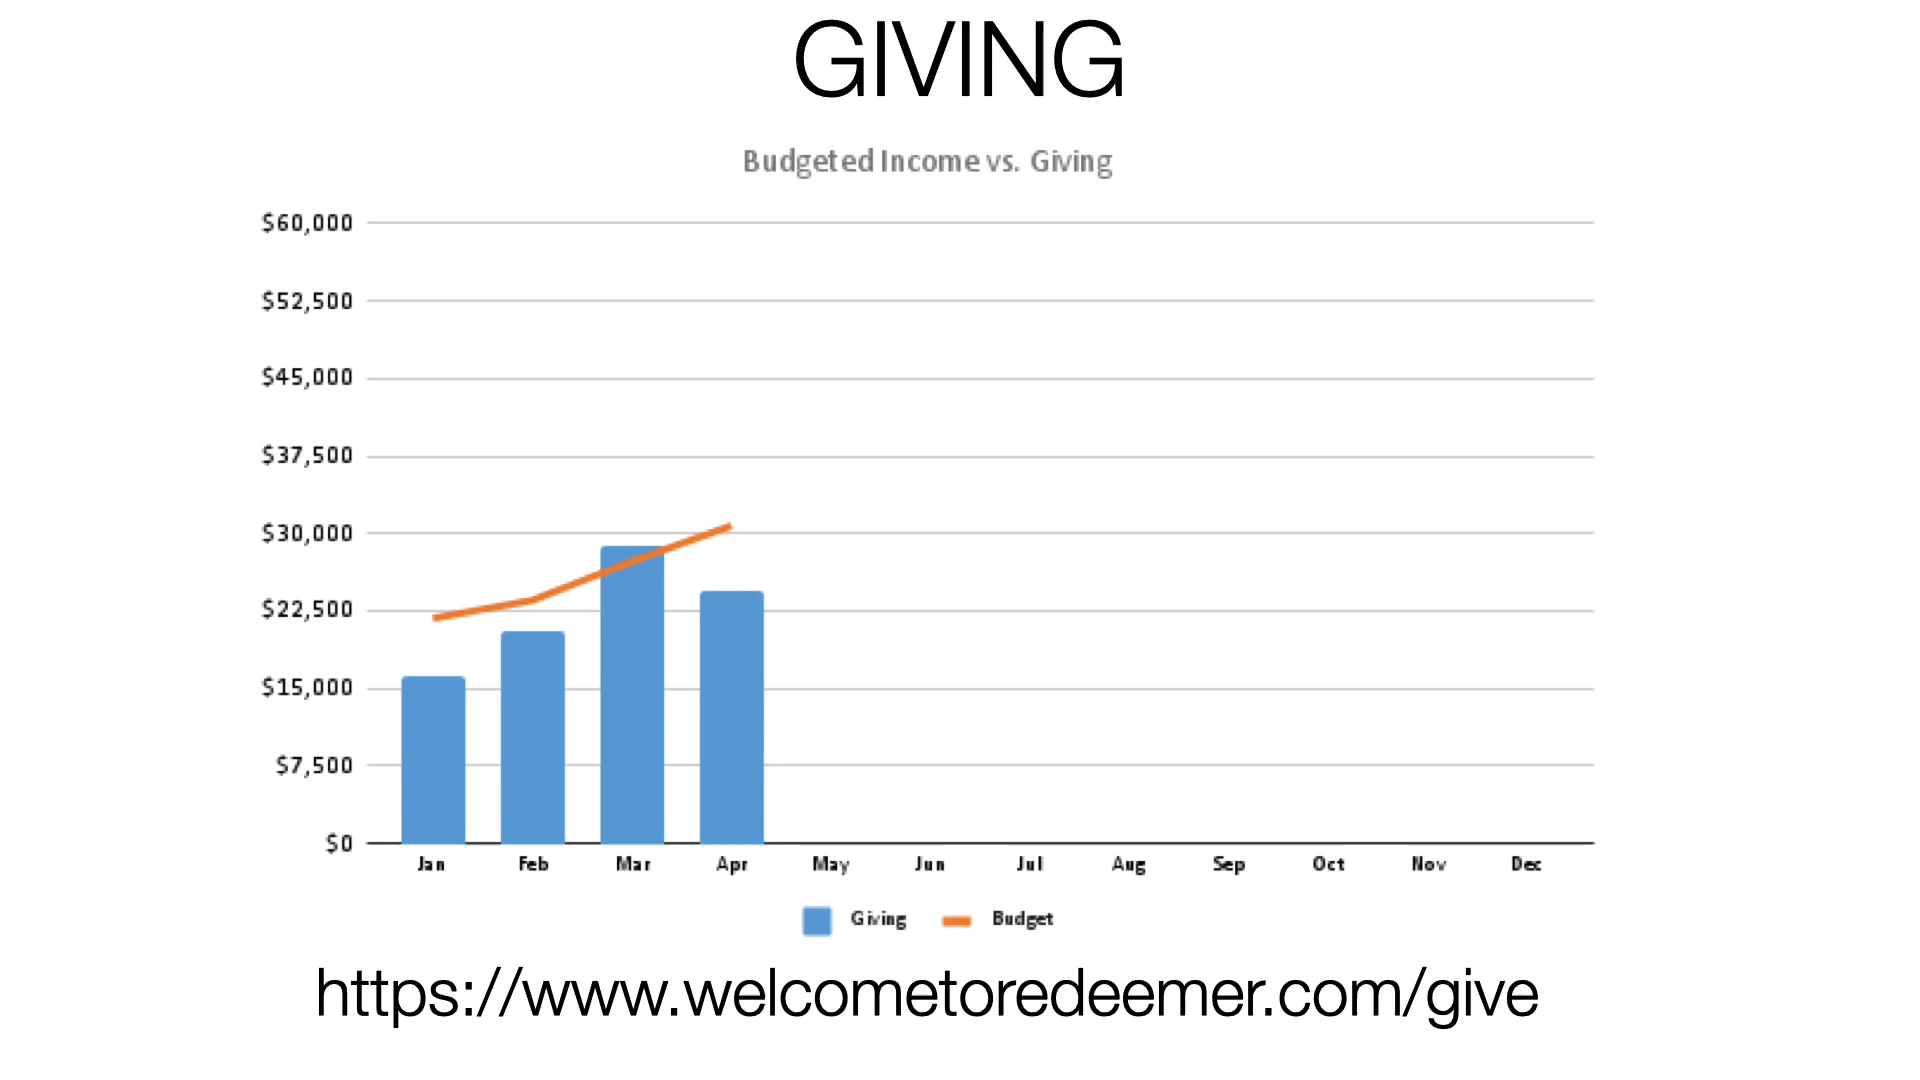 GIVING
Budgeted Income vs. Giving
$60,000
$52,500
$45,000
$37,500
$30,000
$22,500
$15,000
$7,500
$0
Jan Feb Mar Apr May Jun Jul Aug Sep Oct Nov Dec
Giving Budget
https://www.welcometoredeemer.com/give